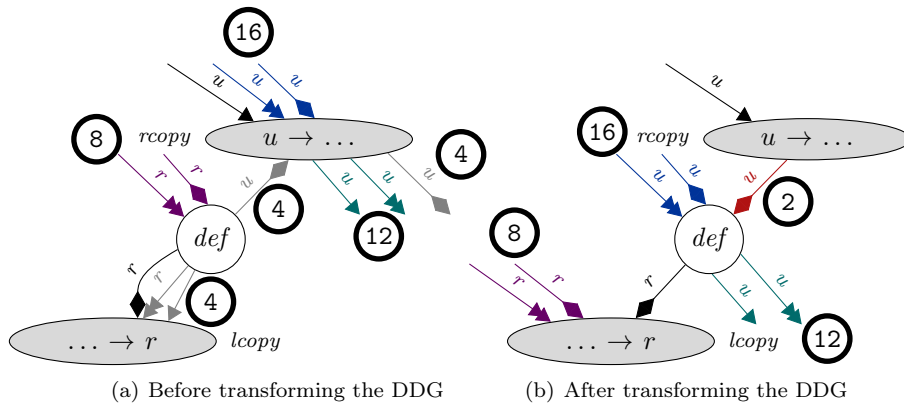 16
u
u
u
8
rcopy
u → ...
4
r
r
u
4
u
u
u
12
def
r
r
4
... → r
lcopy
(a) Before transforming the DDG
u
16
rcopy
u → ...
u
u
u
2
8
def
r
r
r
u
u
... → r
lcopy
12
(b) After transforming the DDG